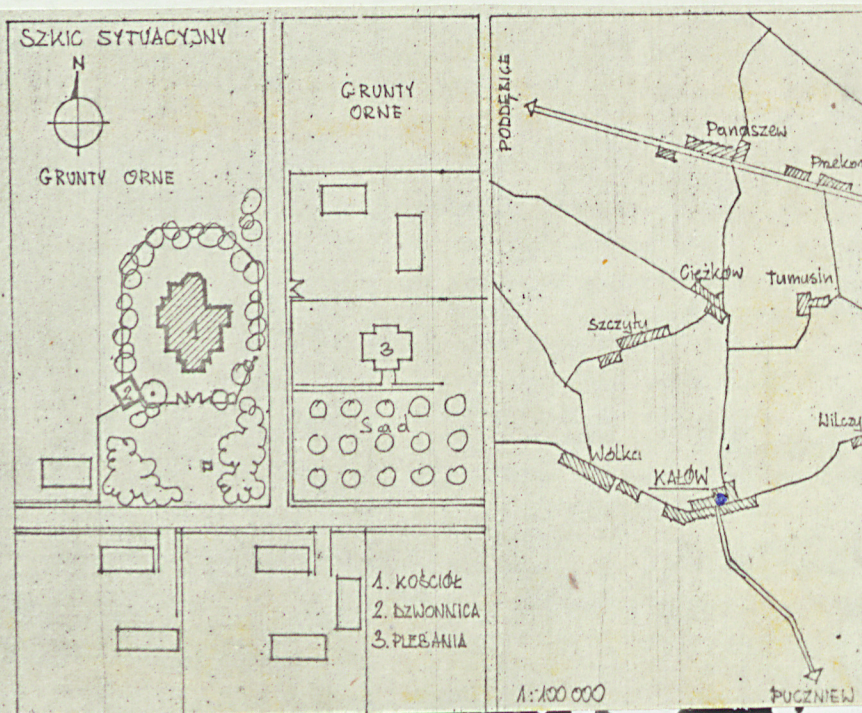 SZKIC SYTUACYJNY
N
GRUNTY ORNE
1
2
GRUNTY
ORNE
3
Sad
1. KOŚCIÓŁ
2. DZWONNICA
3. PLEBANIA
PODDĘBICE
Panaszew
Ciężków
Tumusin
Szczyty
Wólka
KAŁÓW
1:100 000
PUCZNIEW